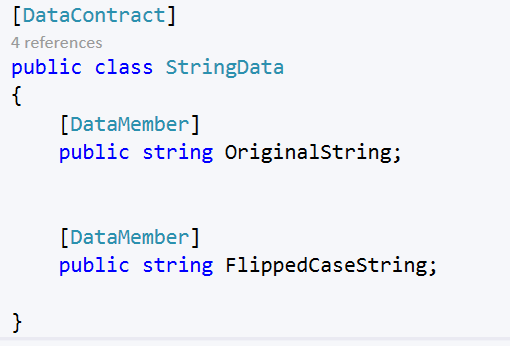 [DataContract]
4 references
public class StringData
{
[DataMember]
public string OriginalString;
[DataMember]
public string FlippedCaseString;
}